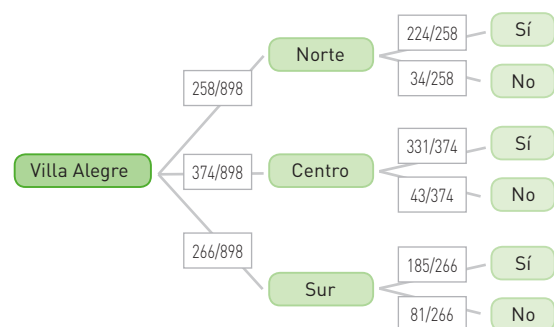 Villa Alegre
258/898
Norte
224/258
Sí
34/258
No
374/898
Centro
331/374
Sí
43/374
No
266/898
Sur
185/266
Sí
81/266
No